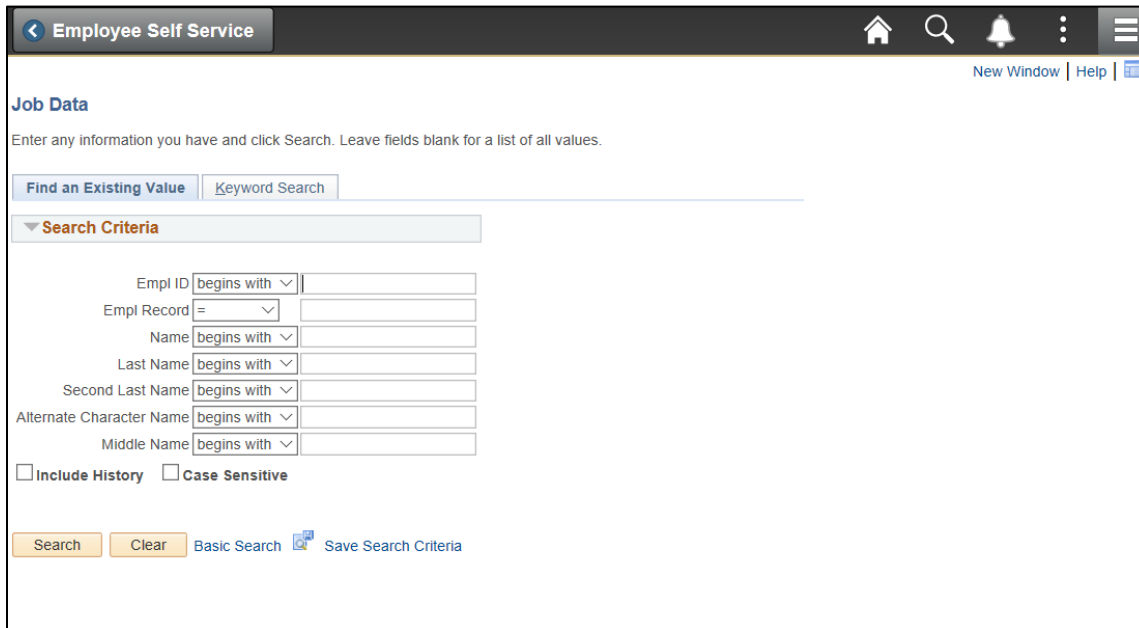 Employee Self Service
New Window | Help |
Job Data
Enter any information you have and click Search. Leave fields blank for a list of all values.
Find an Existing Value Keyword Search
Search Criteria
Empl ID begins with
Empl Record =
Name begins with
Last Name begins with
Second Last Name begins with
Alternate Character Name begins with
Middle Name begins with
Include History Case Sensitive
Search Clear Basic Search Save Search Criteria